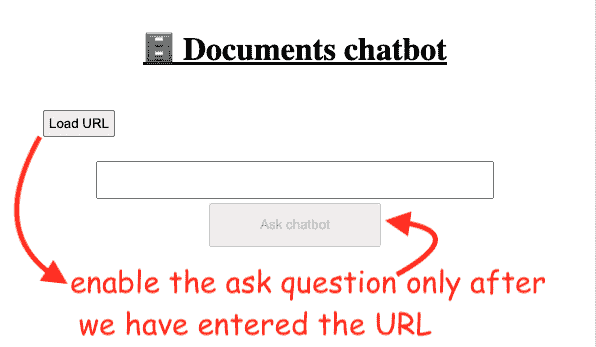 Documents chatbot
Load URL
Ask chatbot
enable the ask question only after
we have entered the URL